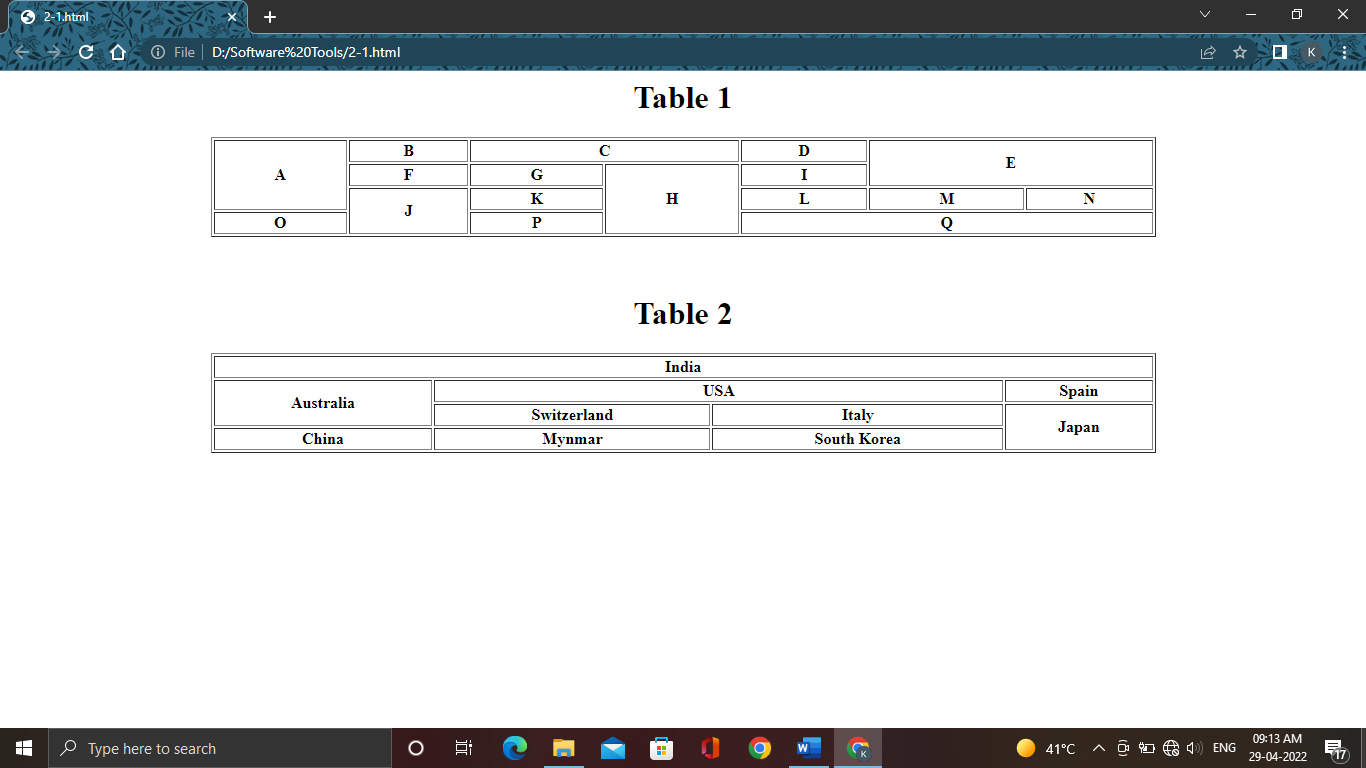 2-1.html
File D:/Software%20Tools/2-1.html
K
Table 1
A B C D E
F G H I
J K L M N
O P Q
Table 2
India
Australia USA Spain
Switzerland Italy Japan
China Mynmar South Korea
Type here to search
W
K
41°C
ENG
09:13 AM
29-04-2022
17